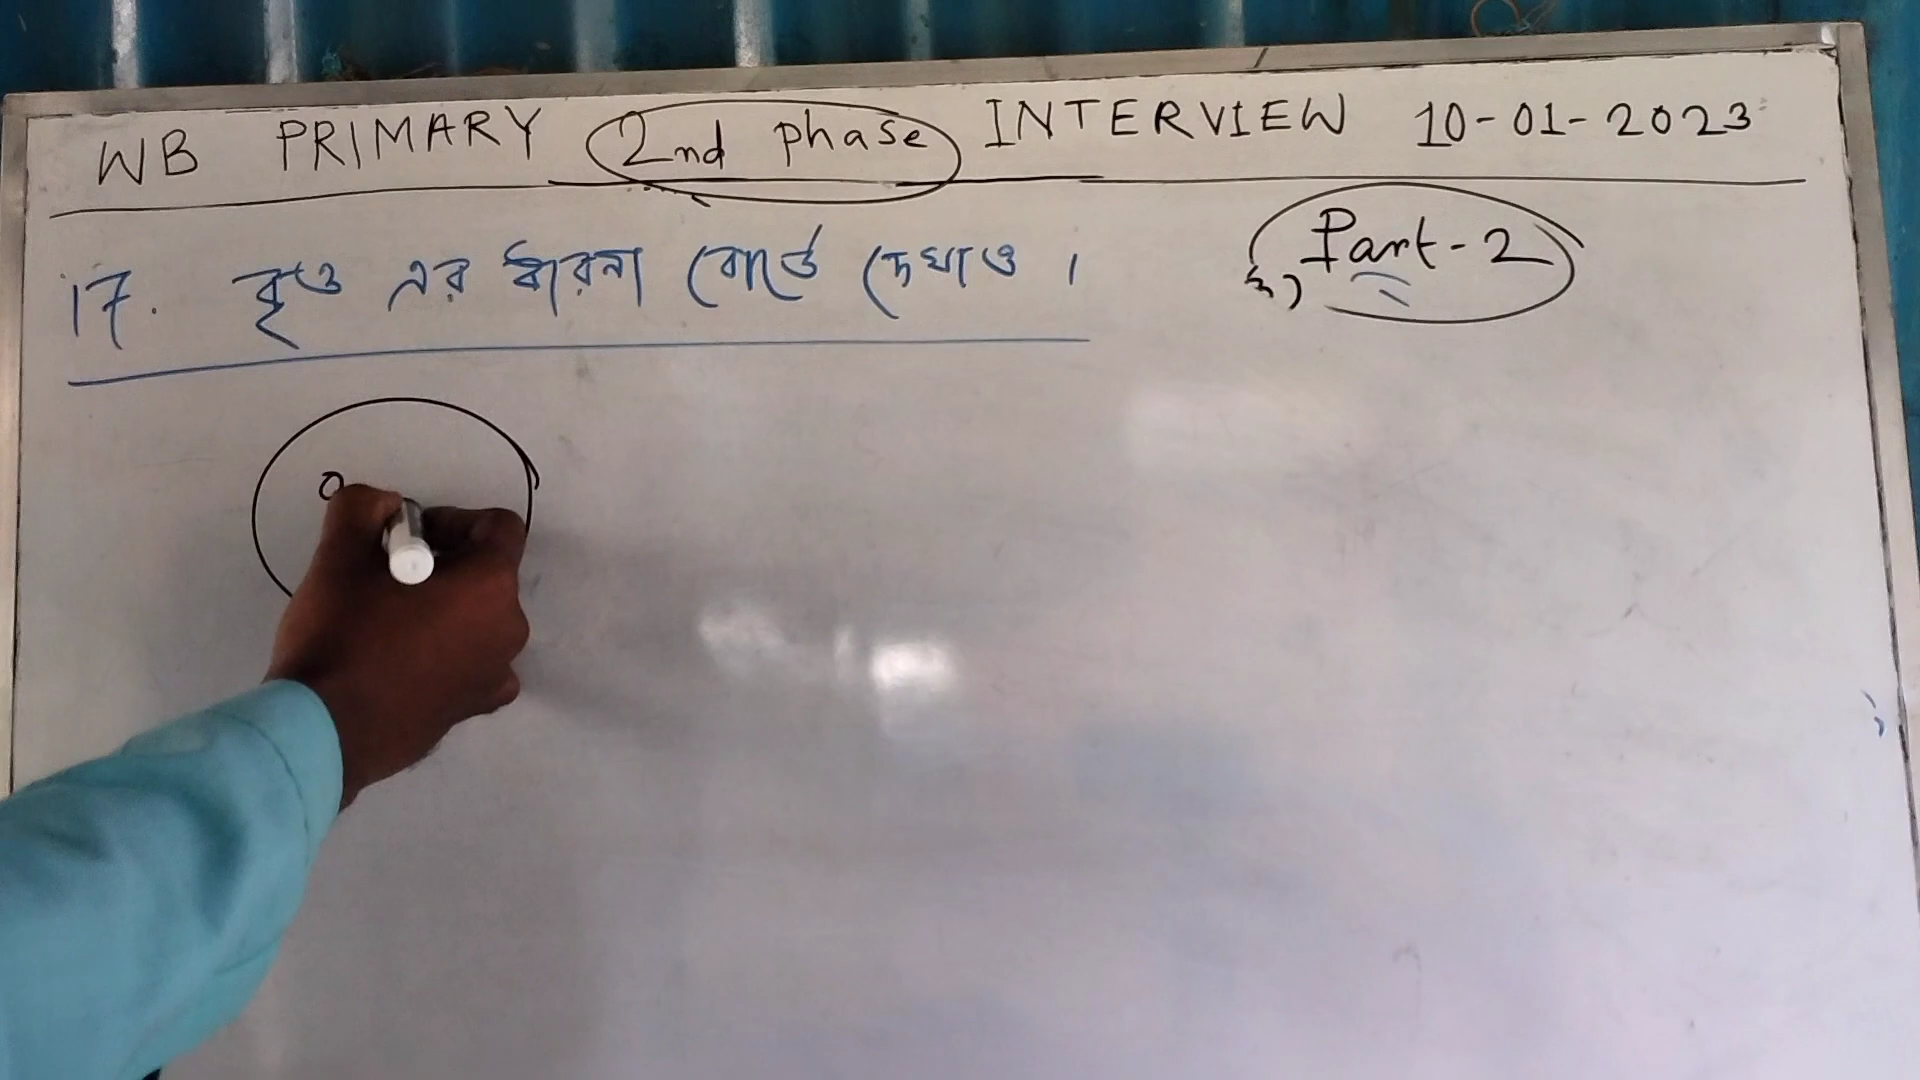 WB PRIMARY 2nd phase INTERVIEW 10-01-2023
Part-2
17. বৃত্ত এর ধারনা বোর্ডে দেখাও ।
O